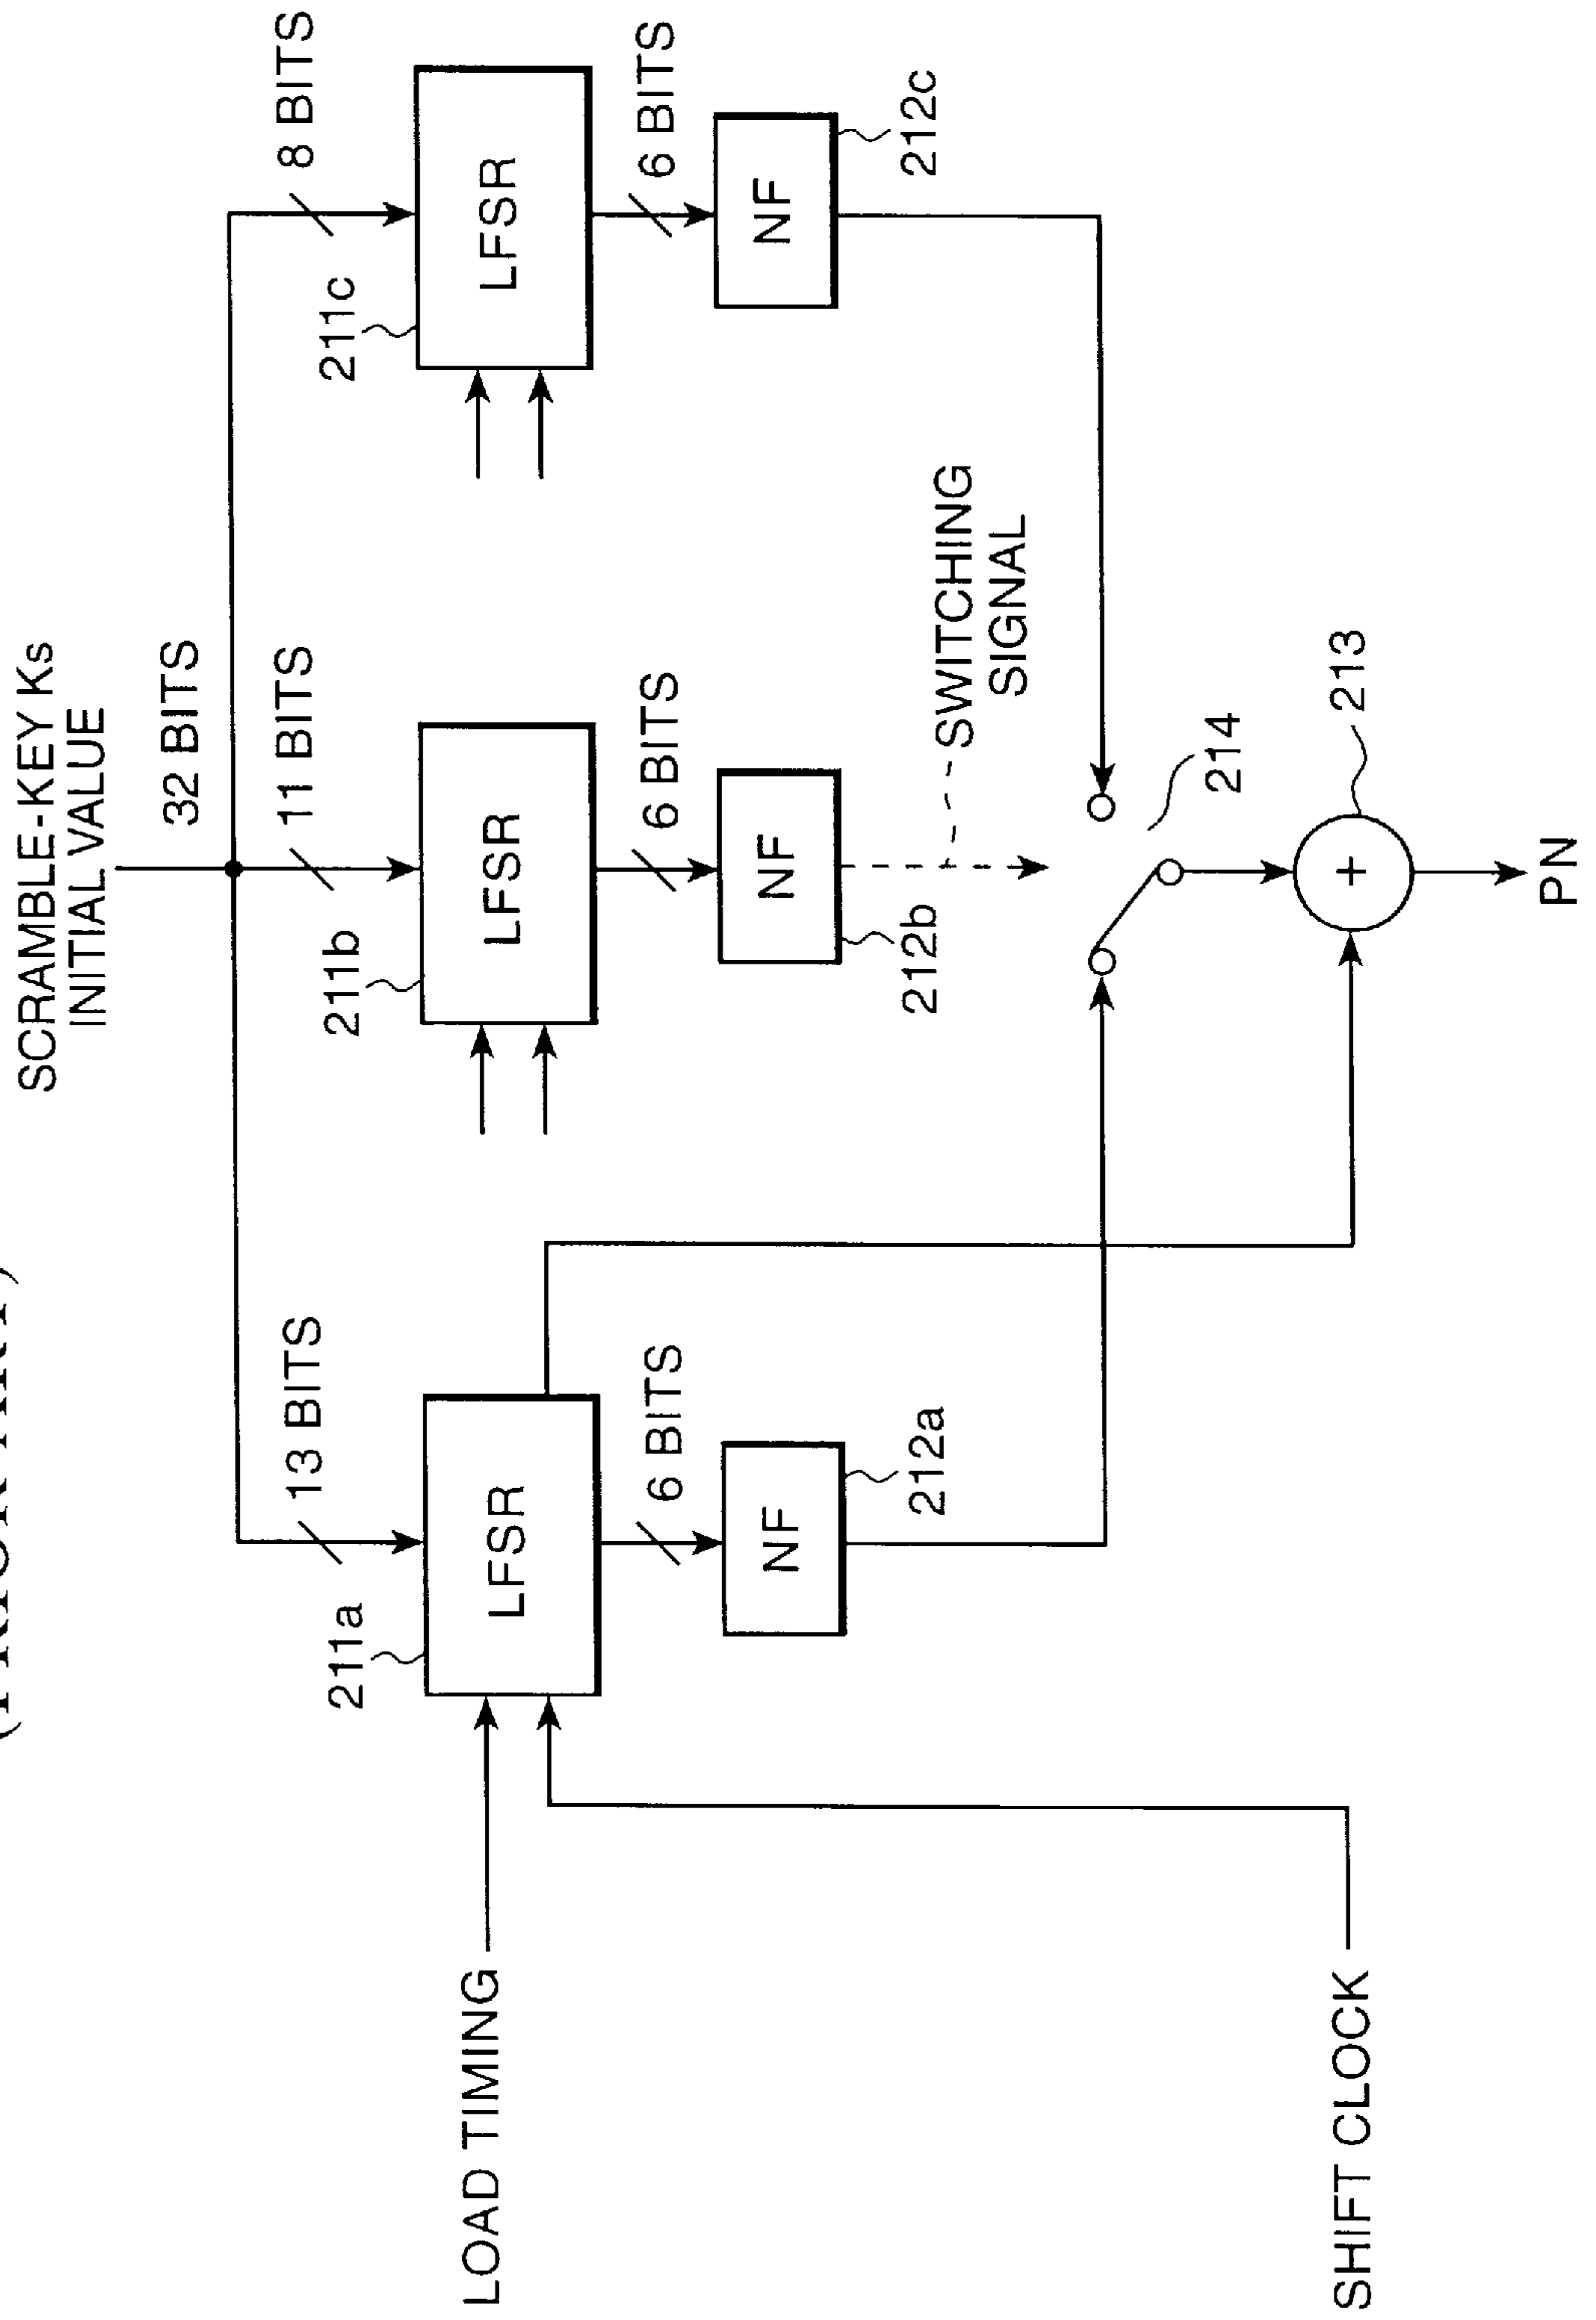 SCRAMBLE-KEY Ks
INITIAL VALUE
32 BITS
13 BITS
11 BITS
8 BITS
211a
LFSR
211b
LFSR
211c
LFSR
6 BITS
6 BITS
6 BITS
NF
212a
NF
212b
NF
212c
LOAD TIMING
SWITCHING
SIGNAL
214
213
+
SHIFT CLOCK
PN